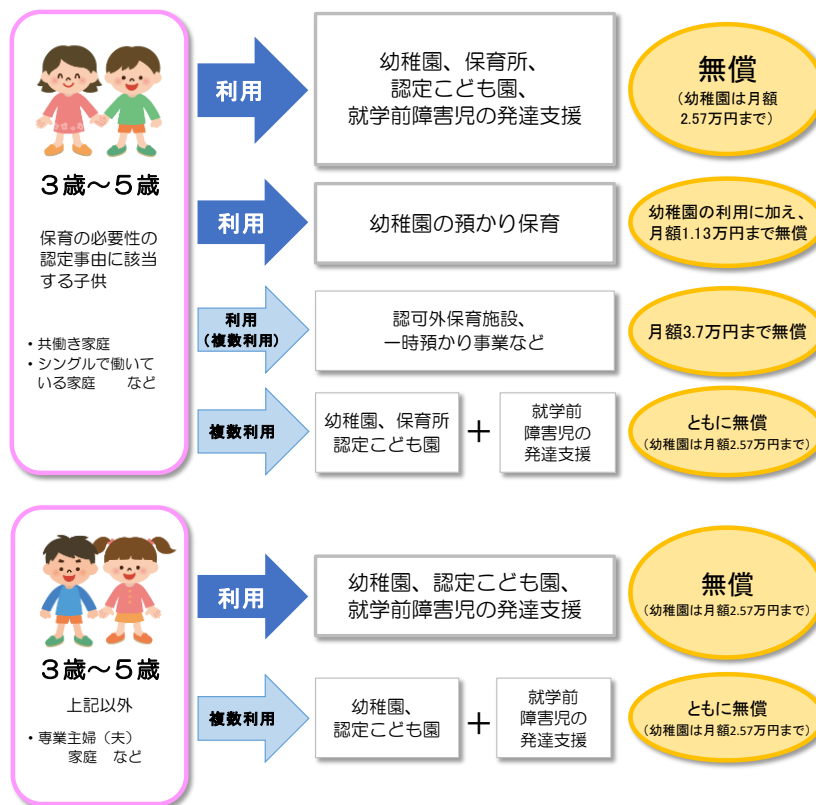 ３歳～５歳
保育の必要性の
認定事由に該当
する子供
・共働き家庭
・シングルで働いて
いる家庭　など
利用
幼稚園、保育所、
認定こども園、
就学前障害児の発達支援
無償
（幼稚園は月額
2.57万円まで）
利用
幼稚園の預かり保育
幼稚園の利用に加え、
月額1.13万円まで無償
利用
（複数利用）
認可外保育施設、
一時預かり事業など
月額3.7万円まで無償
複数利用
幼稚園、保育所
認定こども園
＋
就学前
障害児の
発達支援
ともに無償
（幼稚園は月額2.57万円まで）
３歳～５歳
上記以外
・専業主婦（夫）
家庭　など
利用
幼稚園、認定こども園、
就学前障害児の発達支援
無償
（幼稚園は月額2.57万円まで）
複数利用
幼稚園、
認定こども園
＋
就学前
障害児の
発達支援
ともに無償
（幼稚園は月額2.57万円まで）